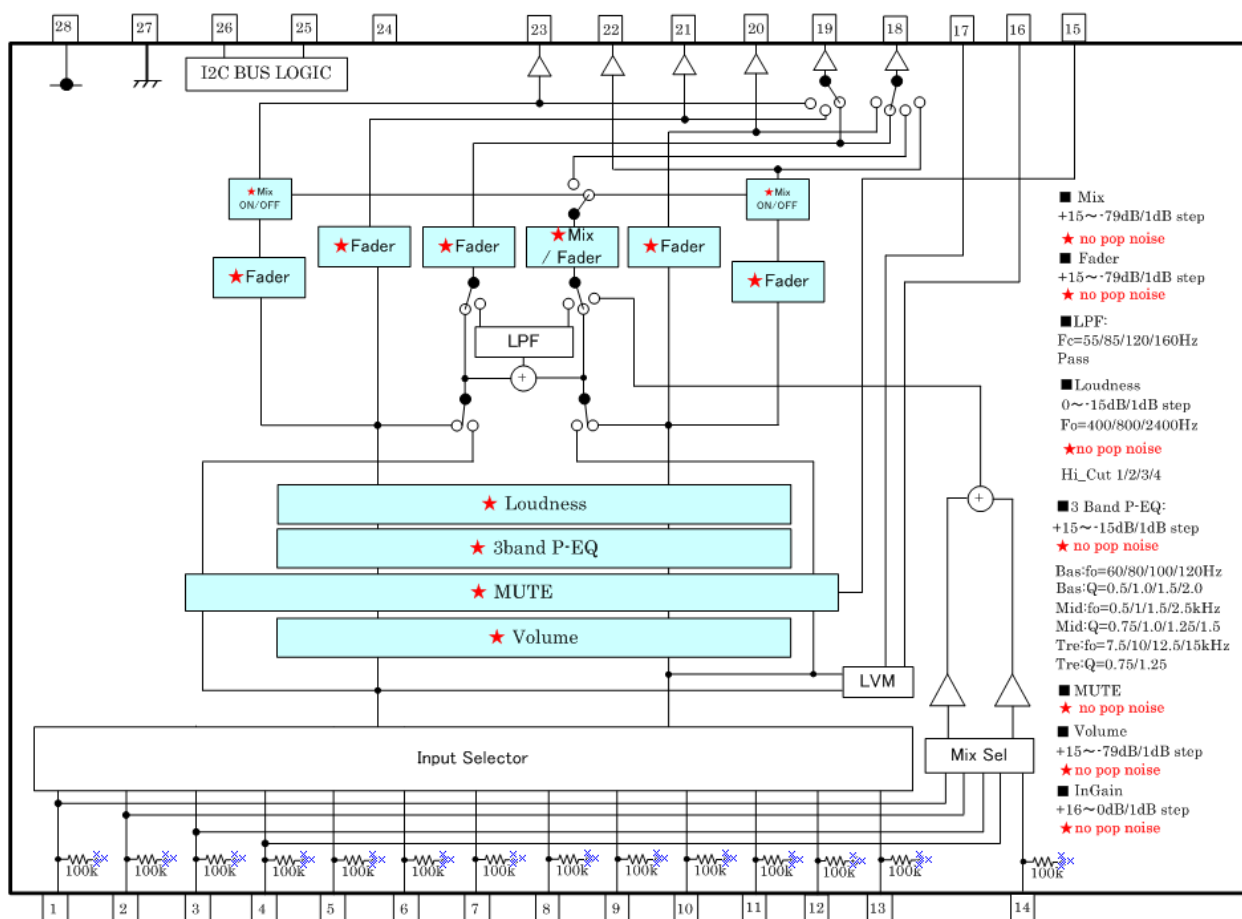 28
27
26
25
24
23
22
21
20
19
18
17
16
15
I2C BUS LOGIC
★Mix
ON/OFF
★Mix
ON/OFF
★Fader
★Fader
★Mix
/ Fader
★Fader
★Fader
★Fader
LPF
+
★ Loudness
★ 3band P-EQ
★ MUTE
★ Volume
LVM
+
Input Selector
Mix Sel
100k
100k
100k
100k
100k
100k
100k
100k
100k
100k
100k
100k
100k
100k
1
2
3
4
5
6
7
8
9
10
11
12
13
14
■ Mix
+15～-79dB/1dB step
★ no pop noise
■ Fader
+15～-79dB/1dB step
★ no pop noise
■LPF:
Fc=55/85/120/160Hz
Pass
■Loudness
0～-15dB/1dB step
Fo=400/800/2400Hz
★no pop noise
Hi_Cut 1/2/3/4
■3 Band P-EQ:
+15～-15dB/1dB step
★ no pop noise
Bas:fo=60/80/100/120Hz
Bas:Q=0.5/1.0/1.5/2.0
Mid:fo=0.5/1/1.5/2.5kHz
Mid:Q=0.75/1.0/1.25/1.5
Tre:fo=7.5/10/12.5/15kHz
Tre:Q=0.75/1.25
■ MUTE
★ no pop noise
■ Volume
+15～-79dB/1dB step
★no pop noise
■ InGain
+16～0dB/1dB step
★no pop noise